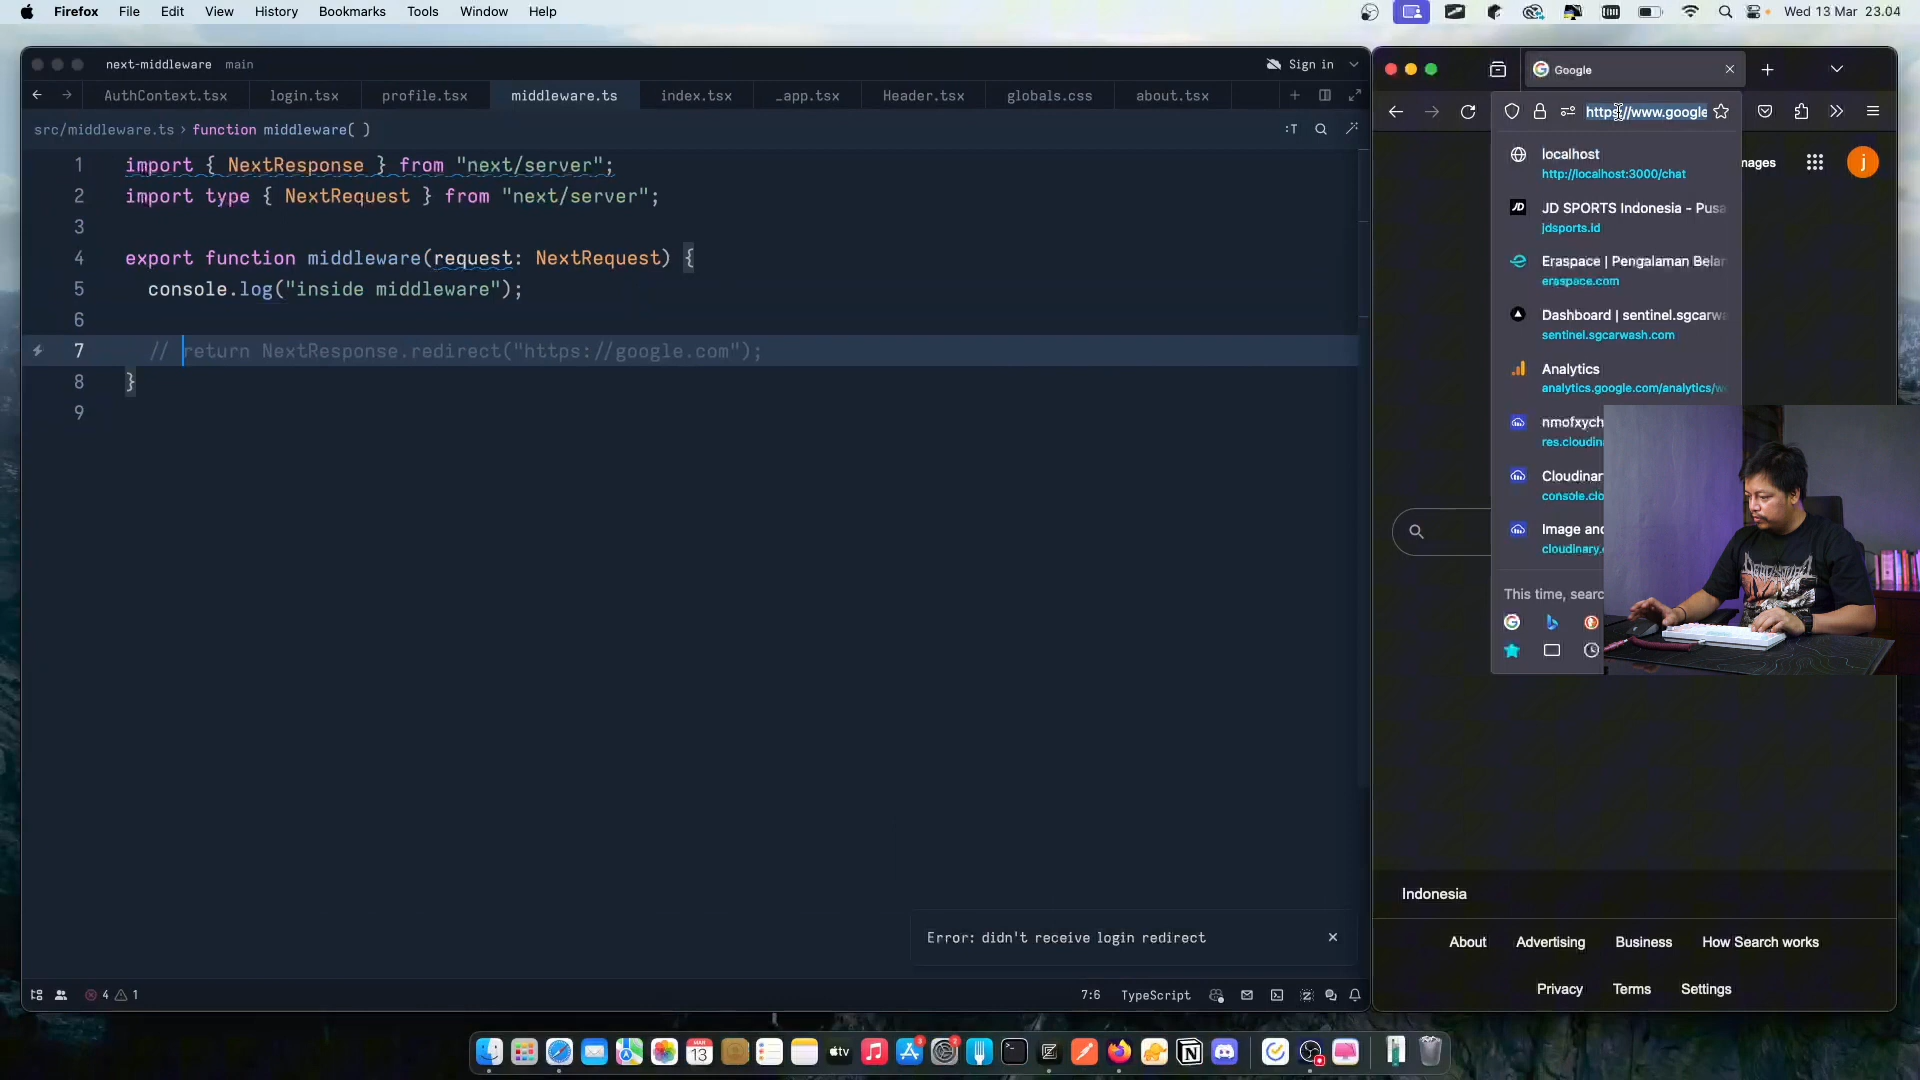 Firefox File Edit View History Bookmarks Tools Window Help
Wed 13 Mar 23.04
next-middleware main
Sign in
AuthContext.tsx login.tsx profile.tsx middleware.ts index.tsx _app.tsx Header.tsx globals.css about.tsx
src/middleware.ts › function middleware( )
1 import { NextResponse } from "next/server";
2 import type { NextRequest } from "next/server";
3
4 export function middleware(request: NextRequest) {
5 console.log("inside middleware");
6
7 // return NextResponse.redirect("https://google.com");
8 }
9
Error: didn't receive login redirect
4 1
7:6 TypeScript
Google
https://www.google
localhost
http://localhost:3000/chat
JD SPORTS Indonesia - Pusa
jdsports.id
Eraspace | Pengalaman Belan
eraspace.com
Dashboard | sentinel.sgcarwa
sentinel.sgcarwash.com
Analytics
analytics.google.com/analytics/w
nmofxych
res.cloudin
Cloudinar
console.clo
Image and
cloudinary.
This time, searc
mages
j
Indonesia
About Advertising Business How Search works
Privacy Terms Settings